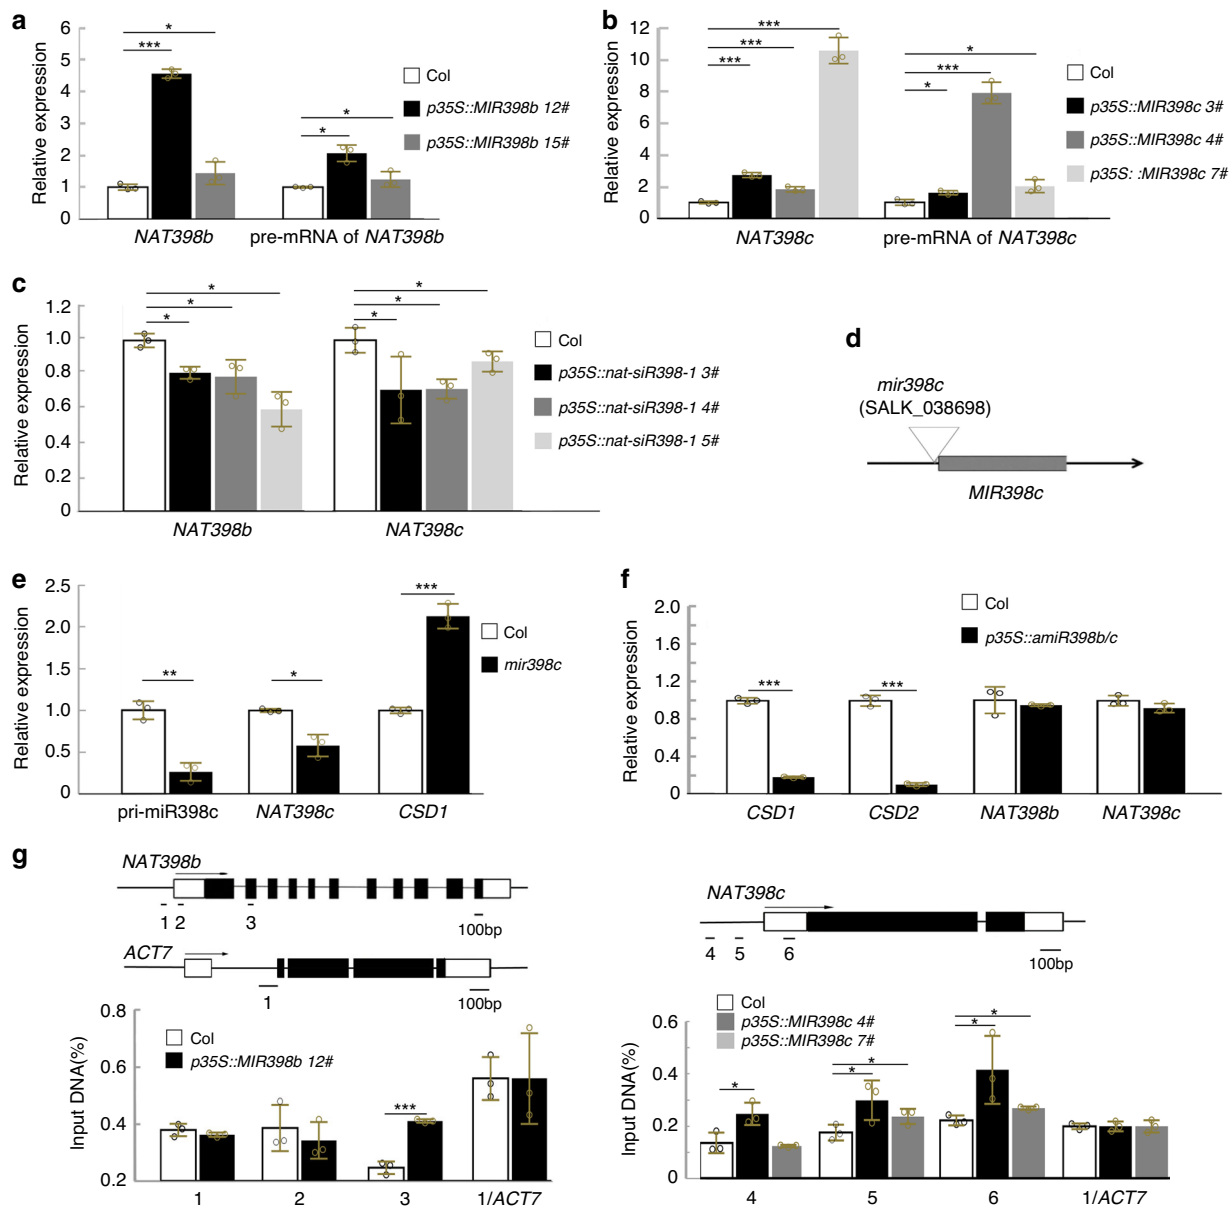 a
Relative expression
6
5
4
3
2
1
0
*
***
*
*
NAT398b
pre-mRNA of NAT398b
Col
p35S::MIR398b 12#
p35S::MIR398b 15#
b
Relative expression
12
10
8
6
4
2
0
***
***
***
*
***
*
NAT398c
pre-mRNA of NAT398c
Col
p35S::MIR398c 3#
p35S::MIR398c 4#
p35S: :MIR398c 7#
c
Relative expression
1.2
1.0
0.8
0.6
0.4
0.2
0
*
*
*
*
*
*
NAT398b
NAT398c
Col
p35S::nat-siR398-1 3#
p35S::nat-siR398-1 4#
p35S::nat-siR398-1 5#
d
mir398c
(SALK_038698)
MIR398c
e
Relative expression
2.5
2.0
1.5
1.0
0.5
0
**
*
***
pri-miR398c
NAT398c
CSD1
Col
mir398c
f
Relative expression
2.0
1.6
1.2
0.8
0.4
0
***
***
CSD1
CSD2
NAT398b
NAT398c
Col
p35S::amiR398b/c
g
NAT398b
1 2 3
100bp
ACT7
1
100bp
Input DNA(%)
0.8
0.6
0.4
0.2
Col
p35S::MIR398b 12#
***
1 2 3 1/ACT7
NAT398c
4 5 6
100bp
Col
p35S::MIR398c 4#
p35S::MIR398c 7#
Input DNA(%)
0.6
0.4
0.2
0
*
*
*
*
*
4 5 6 1/ACT7